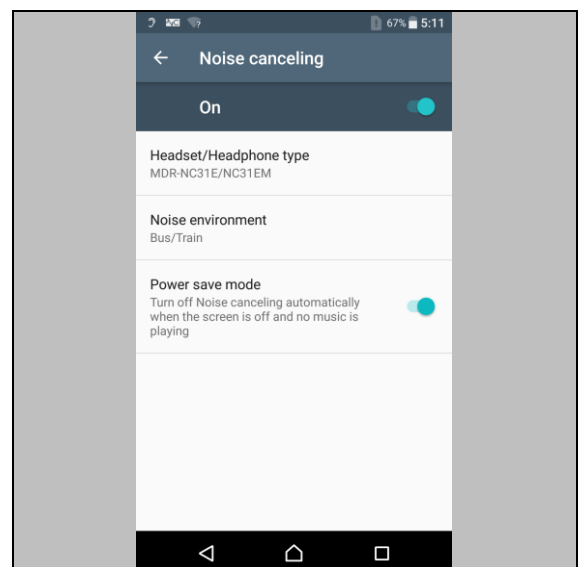 67% 5:11
Noise canceling
On
Headset/Headphone type
MDR-NC31E/NC31EM
Noise environment
Bus/Train
Power save mode
Turn off Noise canceling automatically
when the screen is off and no music is
playing